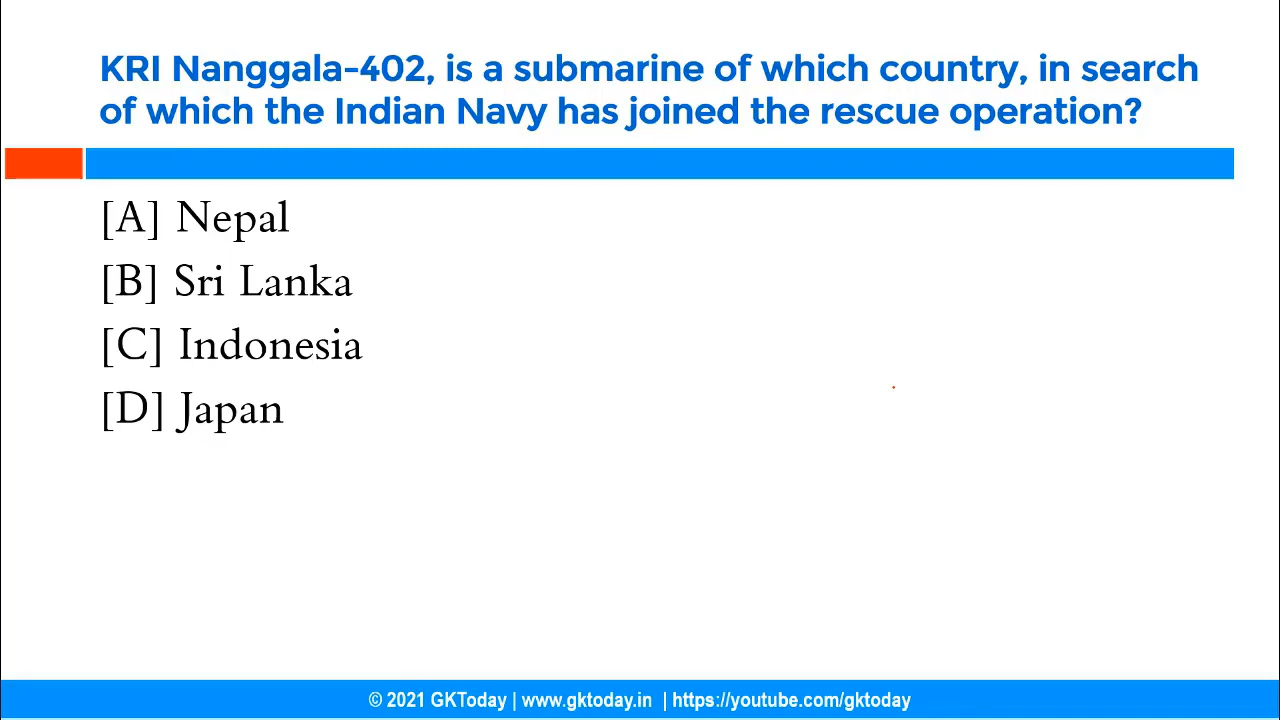 KRI Nanggala-402, is a submarine of which country, in search
of which the Indian Navy has joined the rescue operation?
[A] Nepal
[B] Sri Lanka
[C] Indonesia
[D] Japan
© 2021 GKToday | www.gktoday.in | https://youtube.com/gktoday